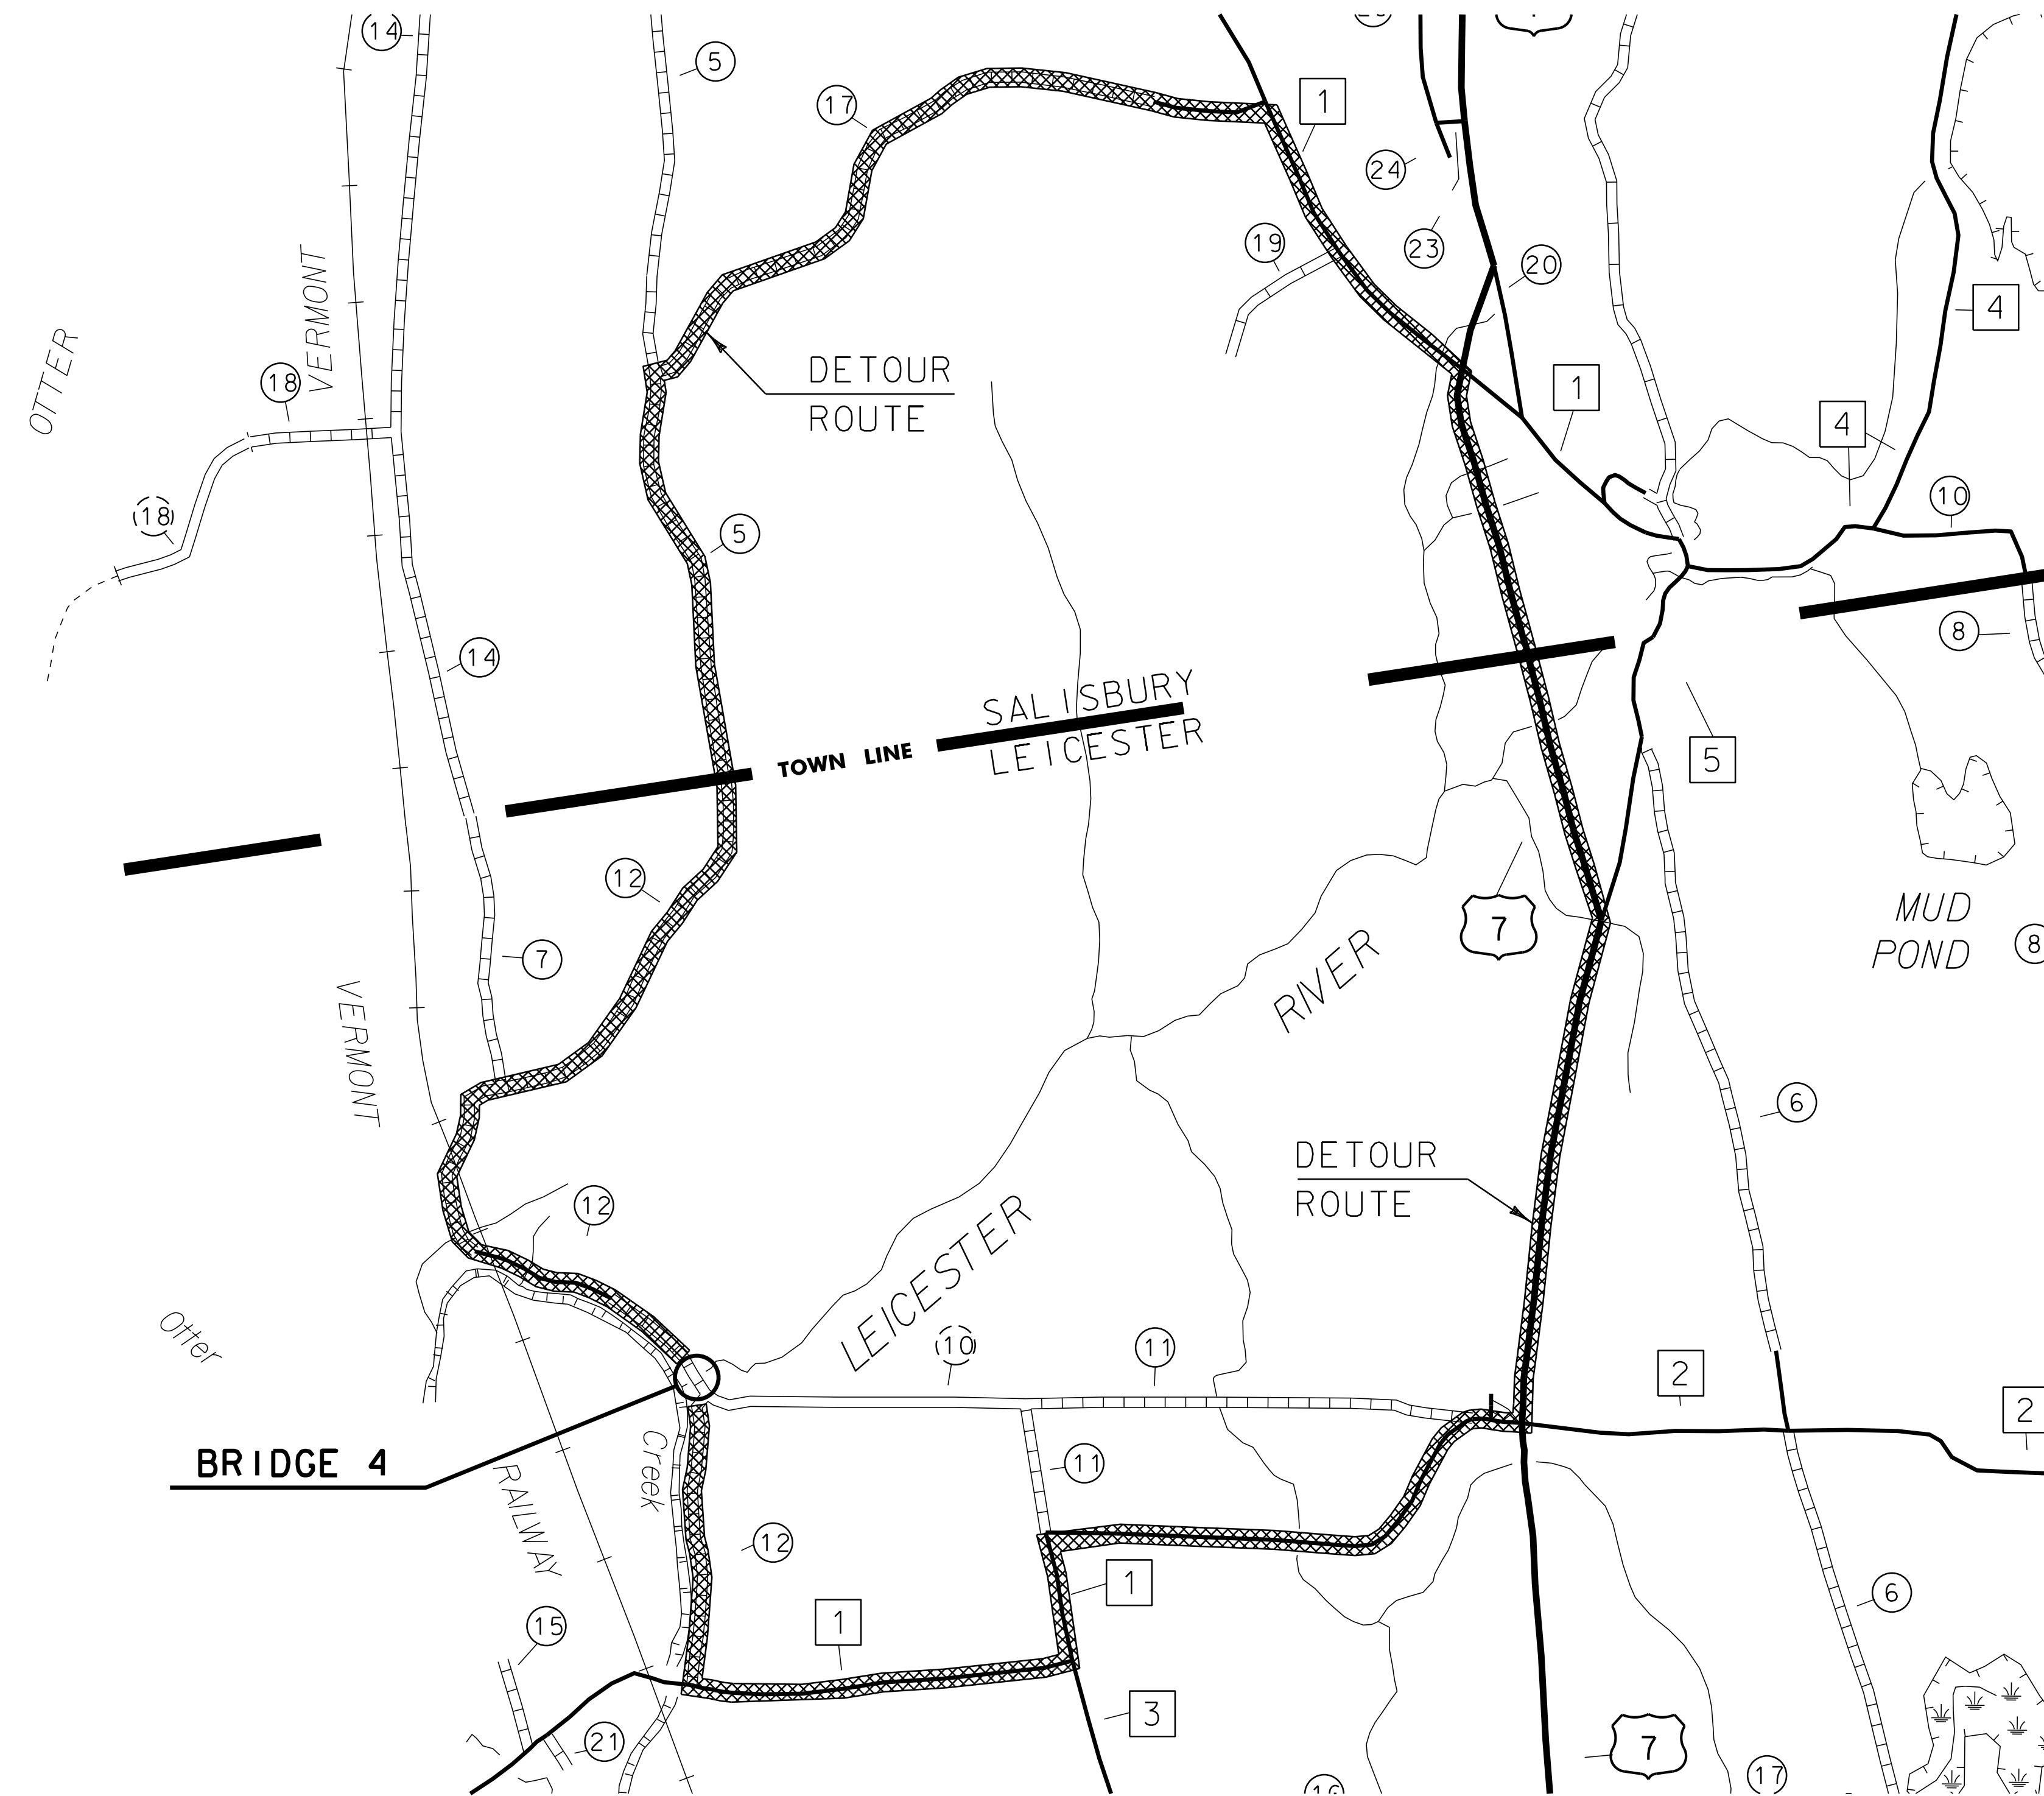 14
5
17
1
24
23
19
20
4
OTTER
VERMONT
18
DETOUR
ROUTE
1
4
18
5
10
8
14
SALISBURY
TOWN LINE
LEICESTER
5
12
7
7
MUD
POND
8
RIVER
VERMONT
6
DETOUR
ROUTE
12
LEICESTER
Otter
10
11
2
2
BRIDGE 4
Creek
11
RAILWAY
12
1
1
6
15
3
21
7
17